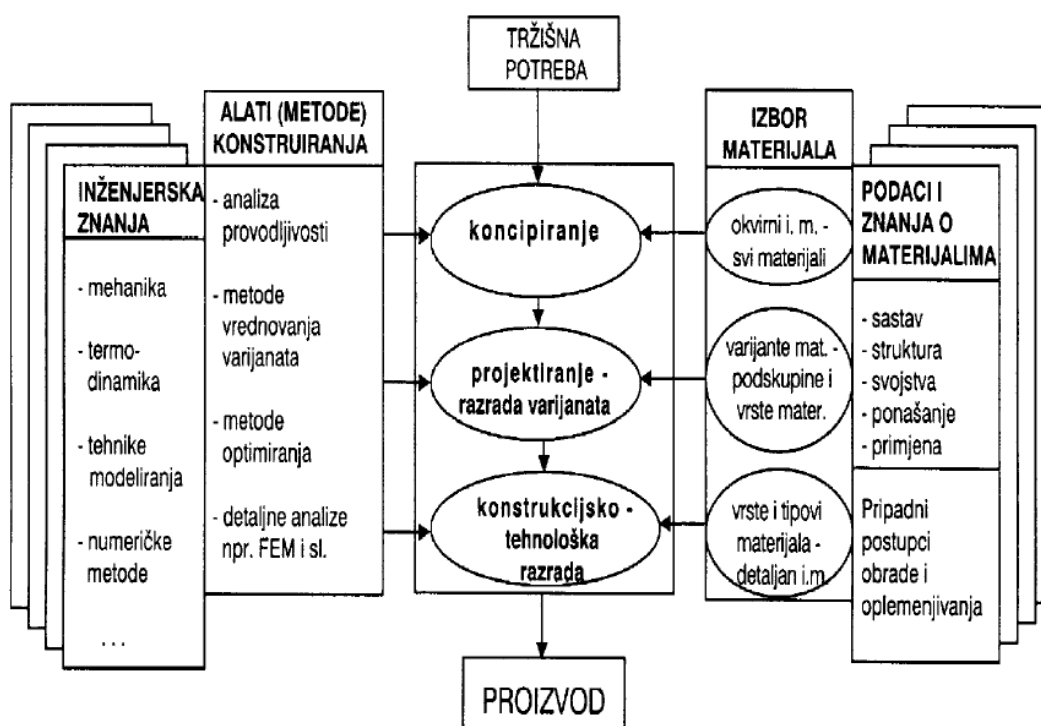 TRŽIŠNA
POTREBA
ALATI (METODE)
KONSTRUIRANJA
- analiza
provodljivosti
- metode
vrednovanja
varijanata
- metode
optimiranja
- detaljne analize
npr. FEM i sl.
INŽENJERSKA
ZNANJA
- mehanika
- termo-
dinamika
- tehnike
modeliranja
- numeričke
metode
...
koncipiranje
projektiranje -
razrada varijanata
konstrukcijsko -
tehnološka
razrada
IZBOR
MATERIJALA
okvirni i. m. -
svi materijali
varijante mat. -
podskupine i
vrste mater.
vrste i tipovi
materijala -
detaljan i.m.
PODACI I
ZNANJA O
MATERIJALIMA
- sastav
- struktura
- svojstva
- ponašanje
- primjena
Pripadni
postupci
obrade i
oplemenjivanja
PROIZVOD